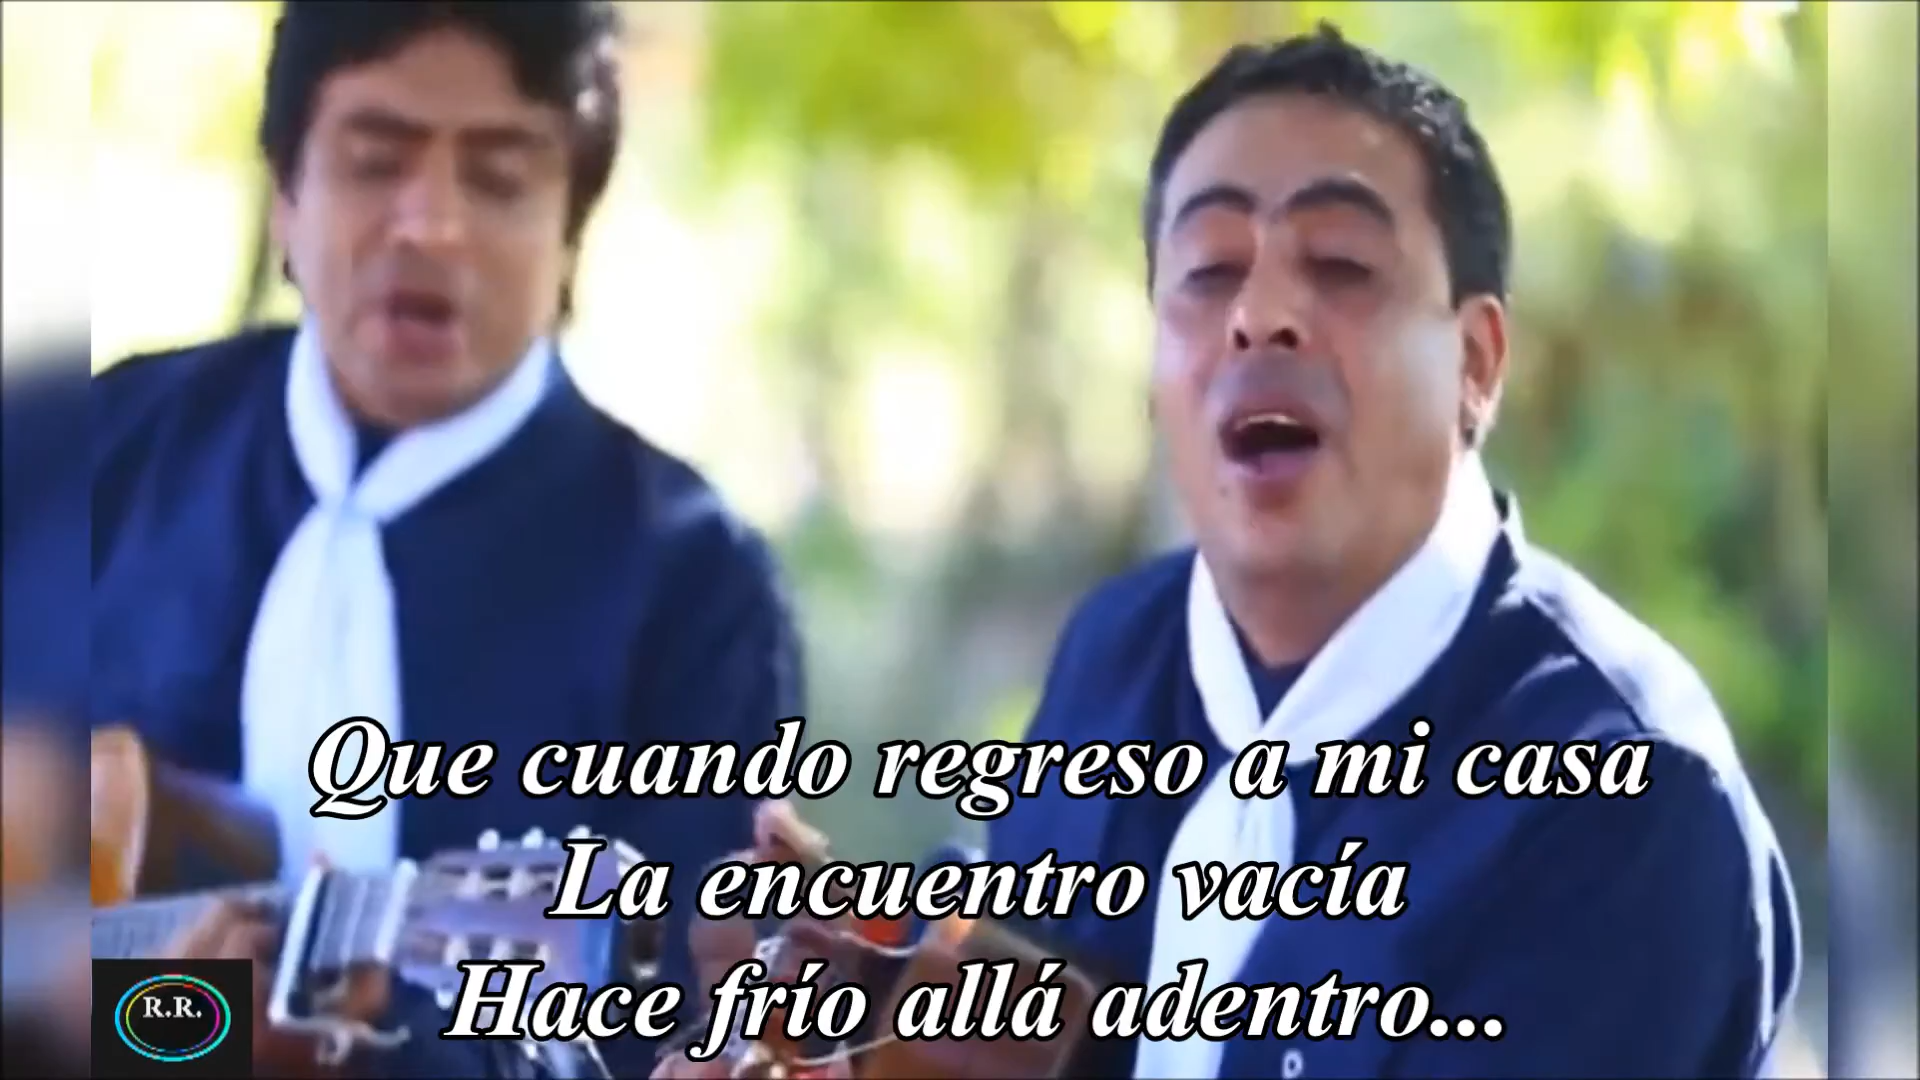 Que cuando regreso a mi casa
La encuentro vacía
Hace frío allá adentro...
R.R.